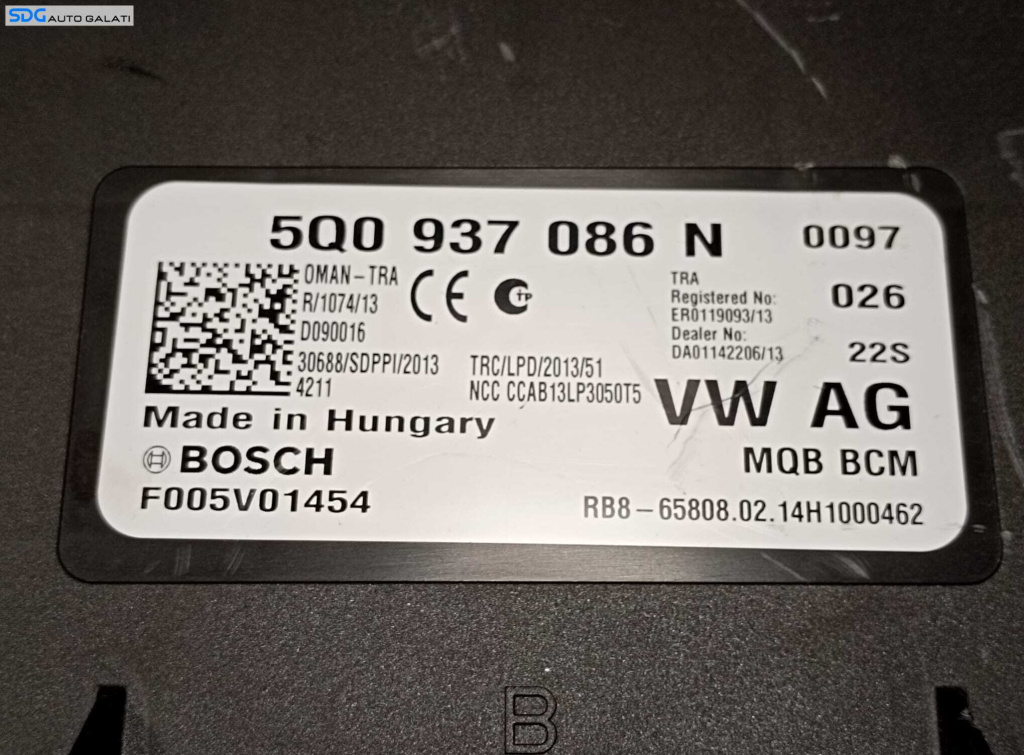 SDG AUTO GALATI
5Q0 937 086 N 0097
OMAN-TRA
R/1074/13
D090016
30688/SDPPI/2013
4211
CE
TP
TRC/LPD/2013/51
NCC CCAB13LP3050T5
TRA
Registered No:
ER0119093/13
Dealer No:
DA01142206/13
026
22S
Made in Hungary
VW AG
BOSCH
MQB BCM
F005V01454
RB8-65808.02.14H1000462
B